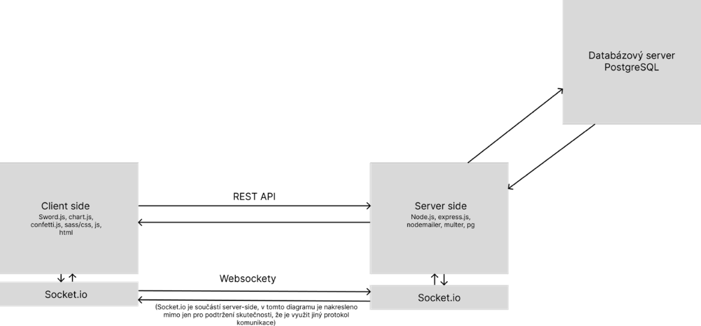 Databázový server
PostgreSQL
Client side
Sword.js, chart.js,
confetti.js, sass/css, js,
html
REST API
Server side
Node.js, express.js,
nodemailer, multer, pg
Websockety
Socket.io
(Socket.io je součástí server-side, v tomto diagramu je nakresleno
mimo jen pro podtržení skutečnosti, že je využit jiný protokol
komunikace)
Socket.io